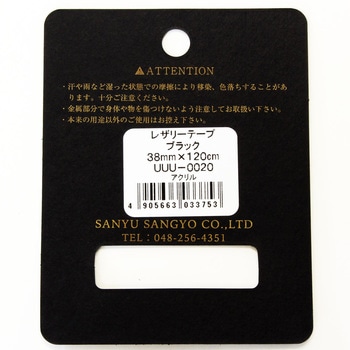 ⚠ATTENTION
・汗や雨など湿った状態での摩擦により移染、色落ちすることがあ
ります。十分ご注意ください。
・金属部分で身体や物を傷つけないよう注意してお取扱い下さい。
・本来の用途以外のご使用はお控え下さい。
レザリーテープ
ブラック
38mm×120cm
UUU－0020
アクリル
4 905663 033753
SANYU SANGYO CO.,LTD
TEL：048-256-4351